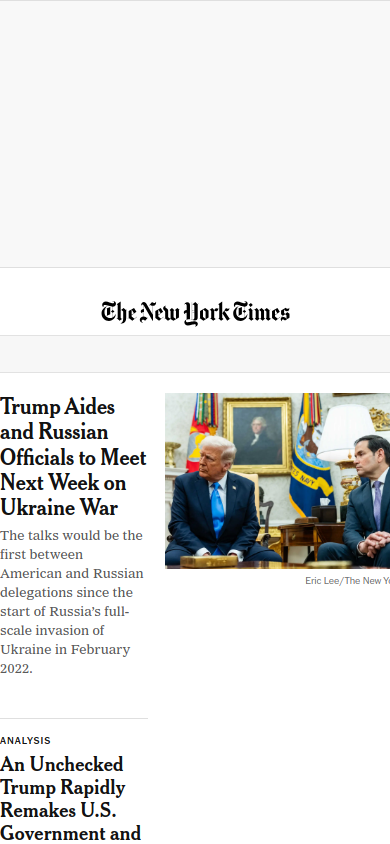 The New York Times
Trump Aides
and Russian
Officials to Meet
Next Week on
Ukraine War
The talks would be the
first between
American and Russian
delegations since the
start of Russia's full-
scale invasion of
Ukraine in February
2022.
Eric Lee/The New Yo
ANALYSIS
An Unchecked
Trump Rapidly
Remakes U.S.
Government and